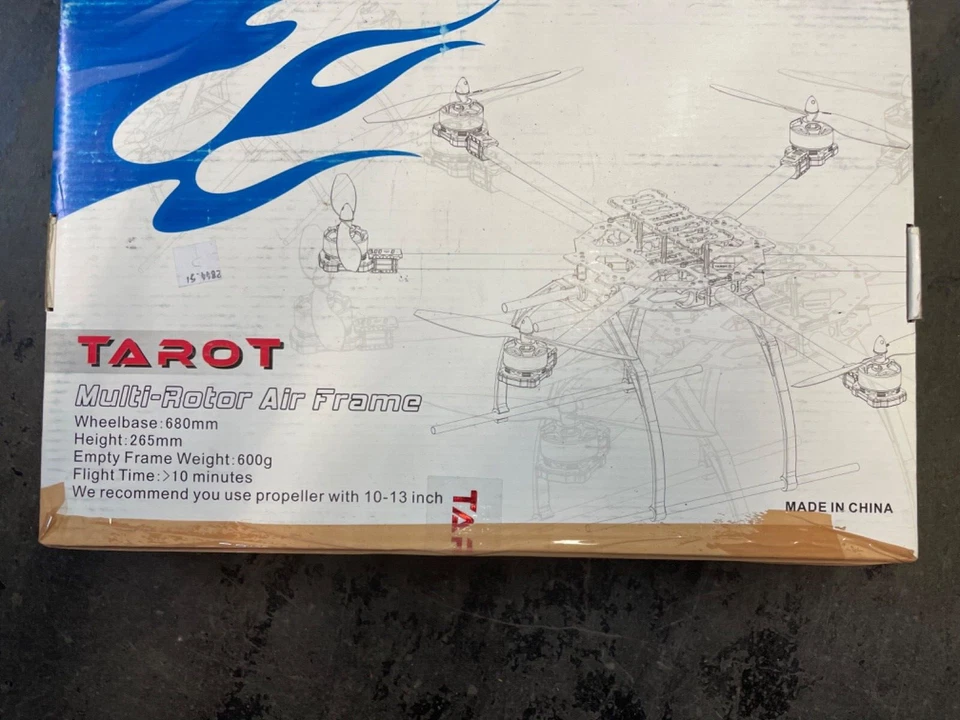 TAROT
Multi-Rotor Air Frame
Wheelbase:680mm
Height:265mm
Empty Frame Weight:600g
Flight Time:>10 minutes
We recommend you use propeller with 10-13 inch
TAR
MADE IN CHINA